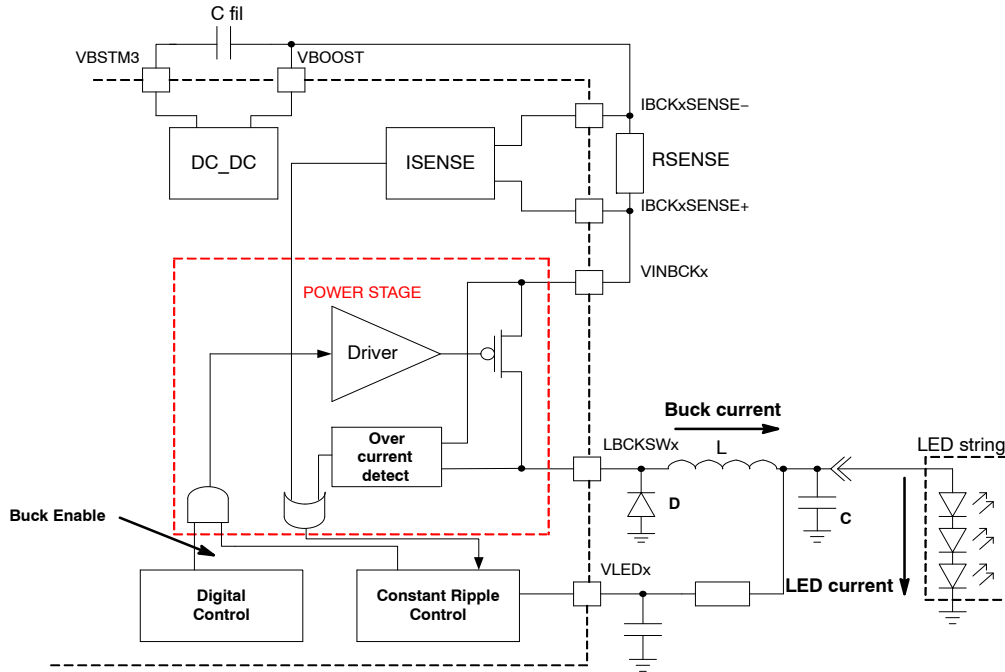 C fil
VBSTM3
VBOOST
IBCKxSENSE−
DC_DC
ISENSE
RSENSE
IBCKxSENSE+
VINBCKx
POWER STAGE
Driver
Buck current
LBCKSWx
L
LED string
Over
current
detect
D
C
Buck Enable
VLEDx
LED current
Digital
Control
Constant Ripple
Control